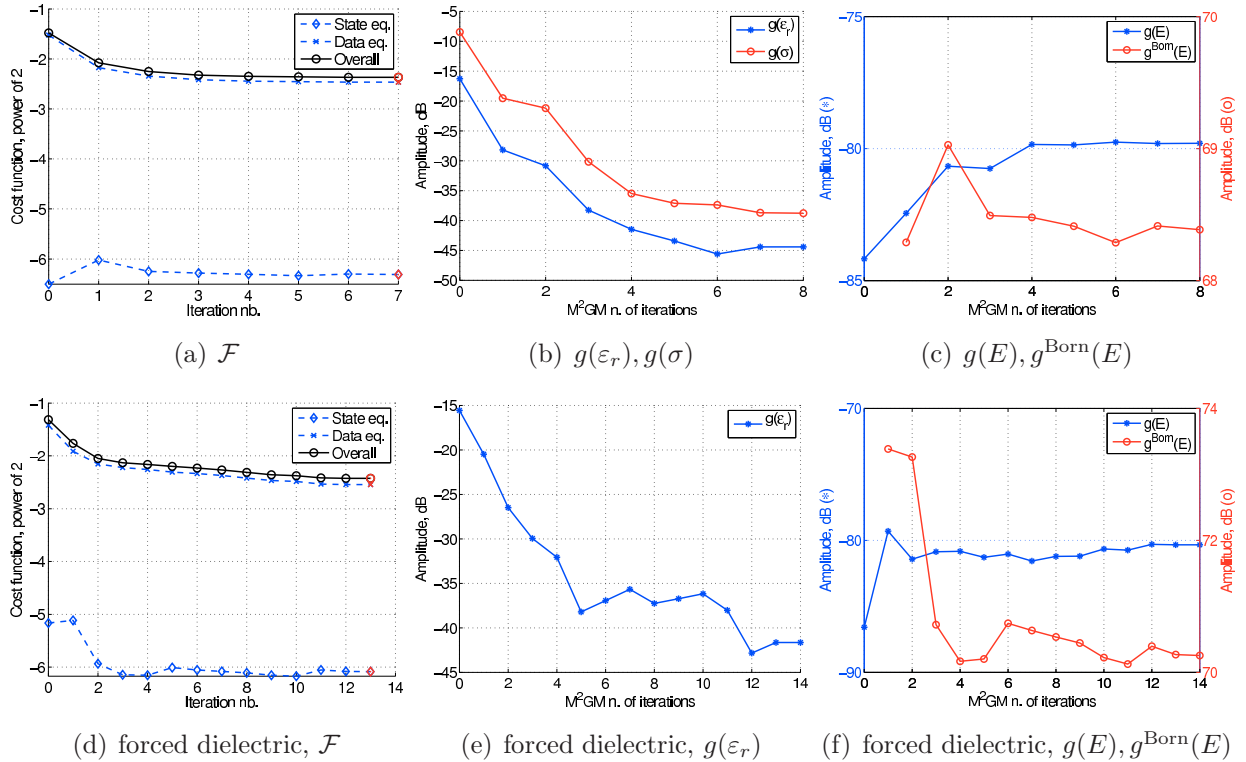 Cost function, power of 2
−1
−2
−3
−4
−5
−6
0 1 2 3 4 5 6 7
Iteration nb.
State eq.
Data eq.
Overall
(a) F
Amplitude, dB
−5
−10
−15
−20
−25
−30
−35
−40
−45
−50
0 2 4 6 8
M²GM n. of iterations
g(ε_r)
g(σ)
(b) g(ε_r), g(σ)
Amplitude, dB (*)
−75
−80
−85
0 2 4 6 8
M²GM n. of iterations
g(E)
g^Born(E)
70
69
68
Amplitude, dB (o)
(c) g(E), g^Born(E)
Cost function, power of 2
−1
−2
−3
−4
−5
−6
0 2 4 6 8 10 12 14
Iteration nb.
State eq.
Data eq.
Overall
(d) forced dielectric, F
Amplitude, dB
−15
−20
−25
−30
−35
−40
−45
0 2 4 6 8 10 12 14
M²GM n. of iterations
g(ε_r)
(e) forced dielectric, g(ε_r)
Amplitude, dB (*)
−70
−80
−90
0 2 4 6 8 10 12 14
M²GM n. of iterations
g(E)
g^Born(E)
74
72
70
Amplitude, dB (o)
(f) forced dielectric, g(E), g^Born(E)